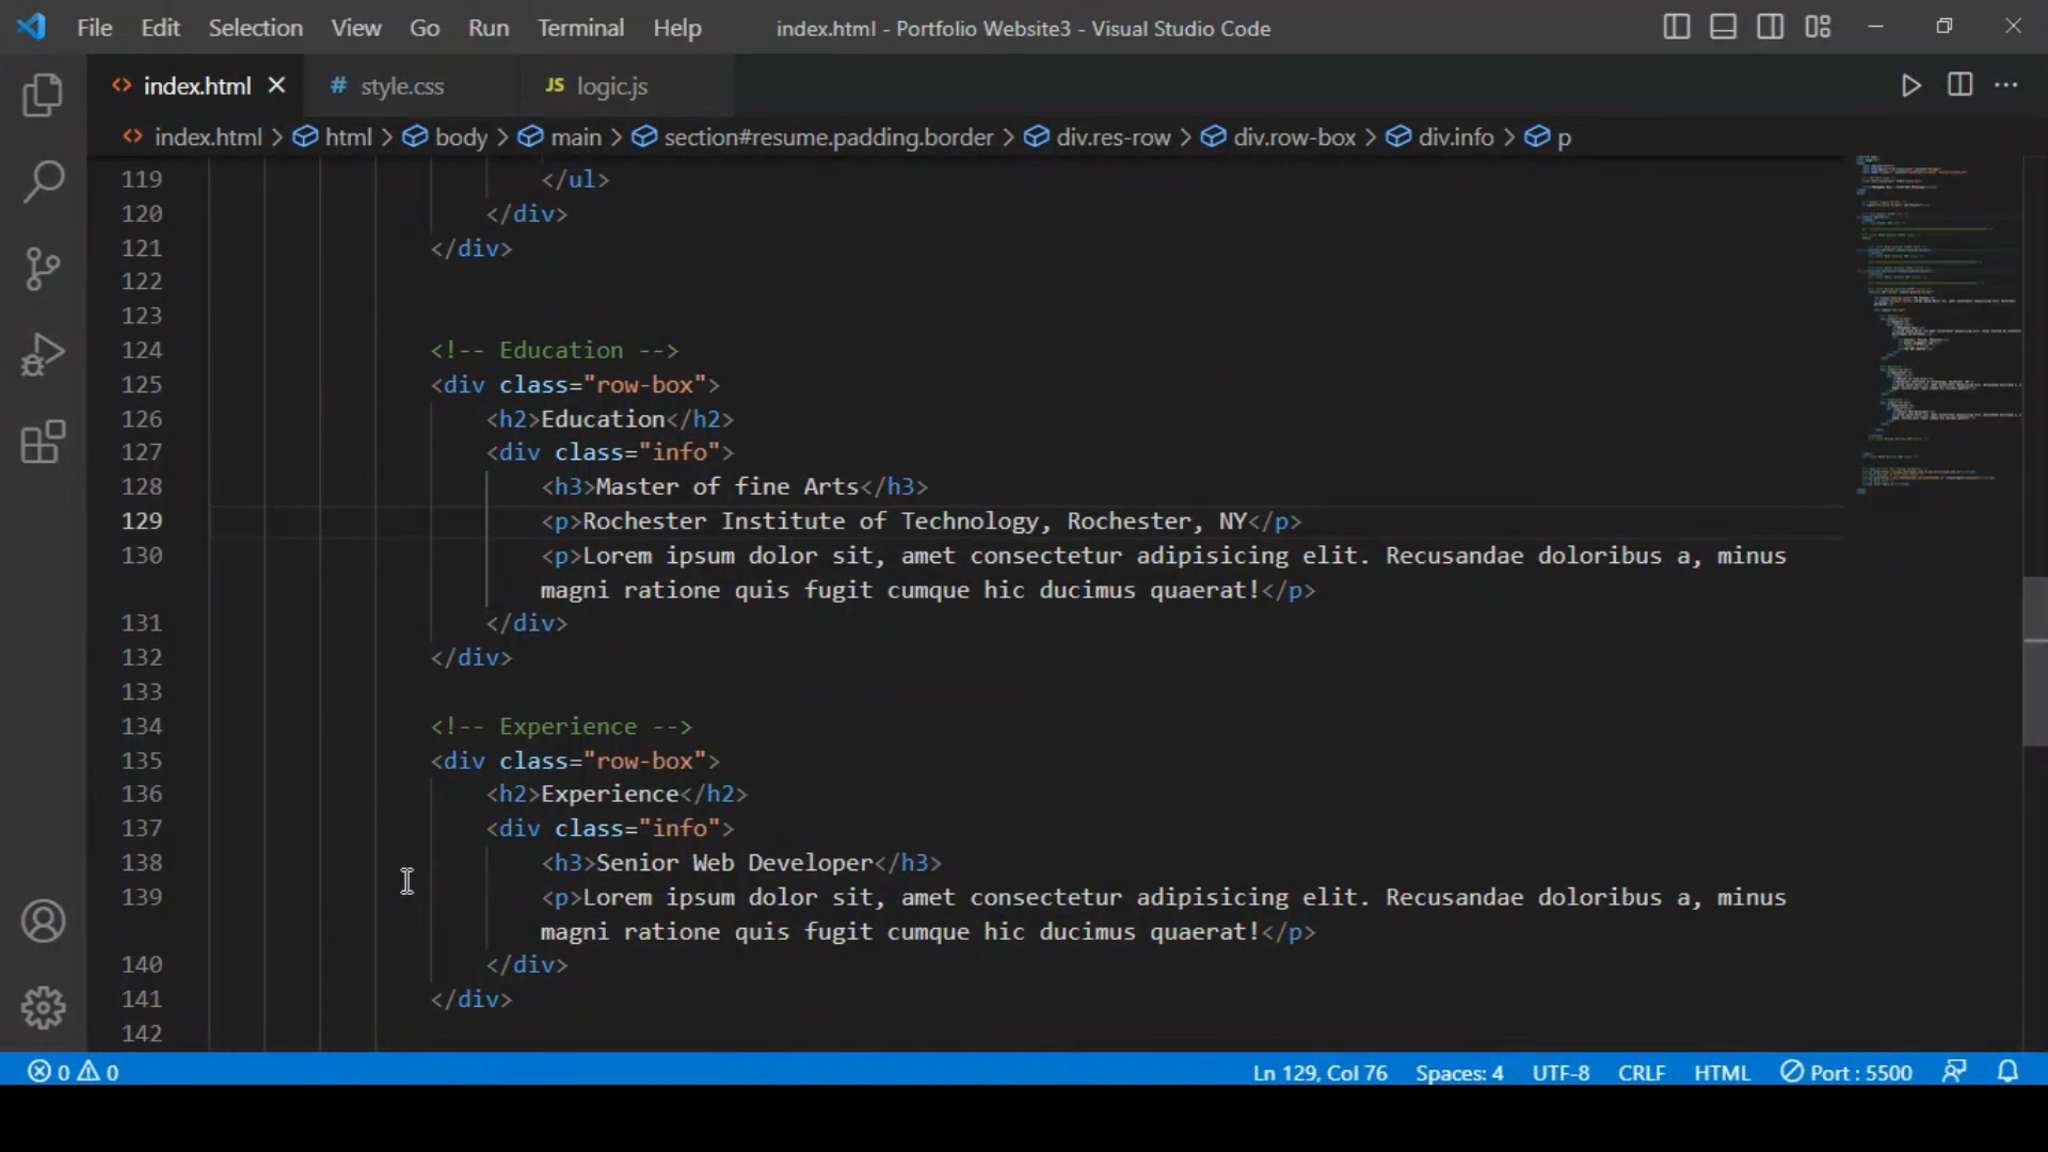 File Edit Selection View Go Run Terminal Help index.html - Portfolio Website3 - Visual Studio Code
<> index.html # style.css JS logic.js
<> index.html > html > body > main > section#resume.padding.border > div.res-row > div.row-box > div.info > p
119 </ul>
120 </div>
121 </div>
122
123
124 <!-- Education -->
125 <div class="row-box">
126 <h2>Education</h2>
127 <div class="info">
128 <h3>Master of fine Arts</h3>
129 <p>Rochester Institute of Technology, Rochester, NY</p>
130 <p>Lorem ipsum dolor sit, amet consectetur adipisicing elit. Recusandae doloribus a, minus
magni ratione quis fugit cumque hic ducimus quaerat!</p>
131 </div>
132 </div>
133
134 <!-- Experience -->
135 <div class="row-box">
136 <h2>Experience</h2>
137 <div class="info">
138 <h3>Senior Web Developer</h3>
139 <p>Lorem ipsum dolor sit, amet consectetur adipisicing elit. Recusandae doloribus a, minus
magni ratione quis fugit cumque hic ducimus quaerat!</p>
140 </div>
141 </div>
142
0 0 Ln 129, Col 76 Spaces: 4 UTF-8 CRLF HTML Port : 5500